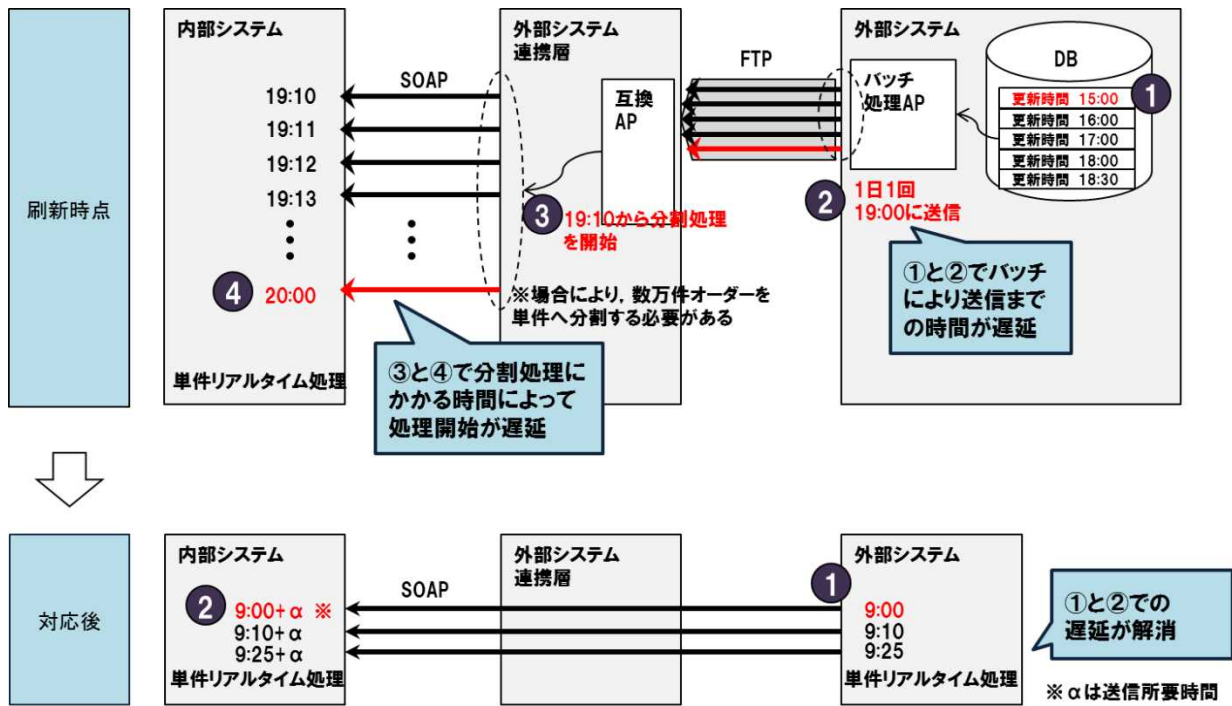 刷新時点
内部システム
SOAP
19:10
19:11
19:12
19:13
④
20:00
単件リアルタイム処理
外部システム
連携層
互換
AP
③
19:10から分割処理
を開始
※場合により,数万件オーダーを
単件へ分割する必要がある
③と④で分割処理に
かかる時間によって
処理開始が遅延
FTP
外部システム
バッチ
処理AP
DB
①
更新時間 15:00
更新時間 16:00
更新時間 17:00
更新時間 18:00
更新時間 18:30
②
1日1回
19:00に送信
①と②でバッチ
により送信まで
の時間が遅延
対応後
内部システム
SOAP
②
9:00+α ※
9:10+α
9:25+α
単件リアルタイム処理
外部システム
連携層
外部システム
①
9:00
9:10
9:25
単件リアルタイム処理
①と②での
遅延が解消
※αは送信所要時間